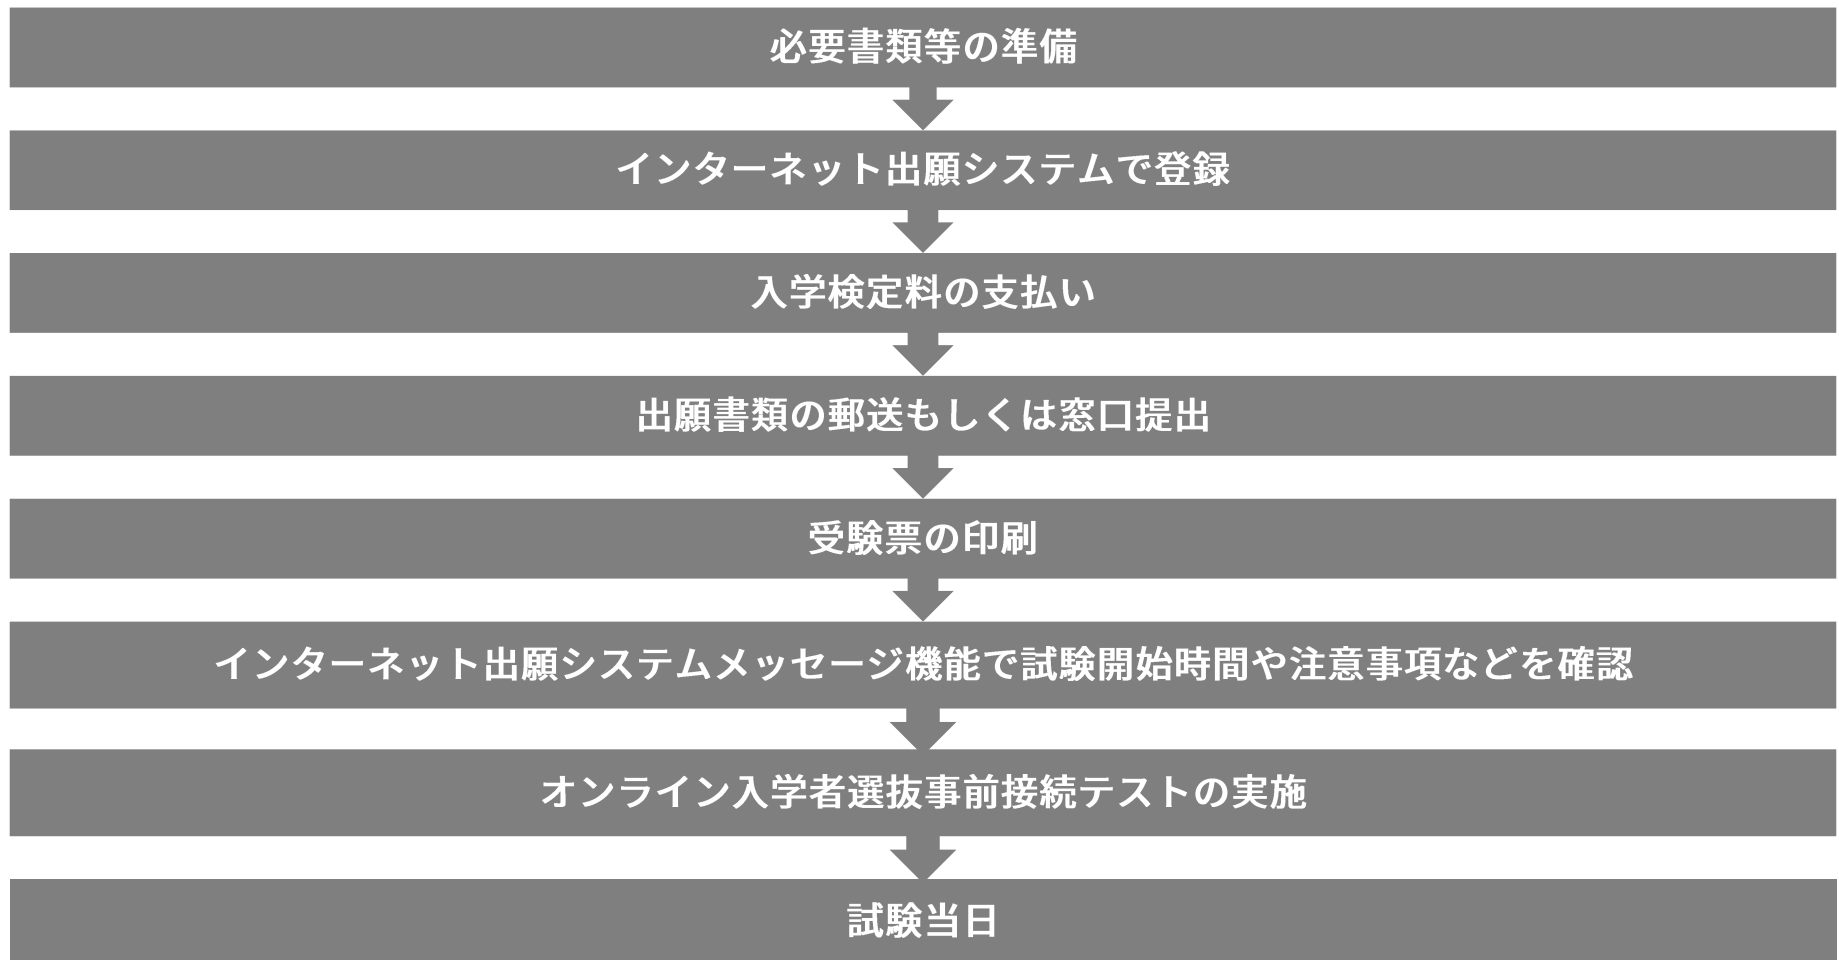 必要書類等の準備
インターネット出願システムで登録
入学検定料の支払い
出願書類の郵送もしくは窓口提出
受験票の印刷
インターネット出願システムメッセージ機能で試験開始時間や注意事項などを確認
オンライン入学者選抜事前接続テストの実施
試験当日